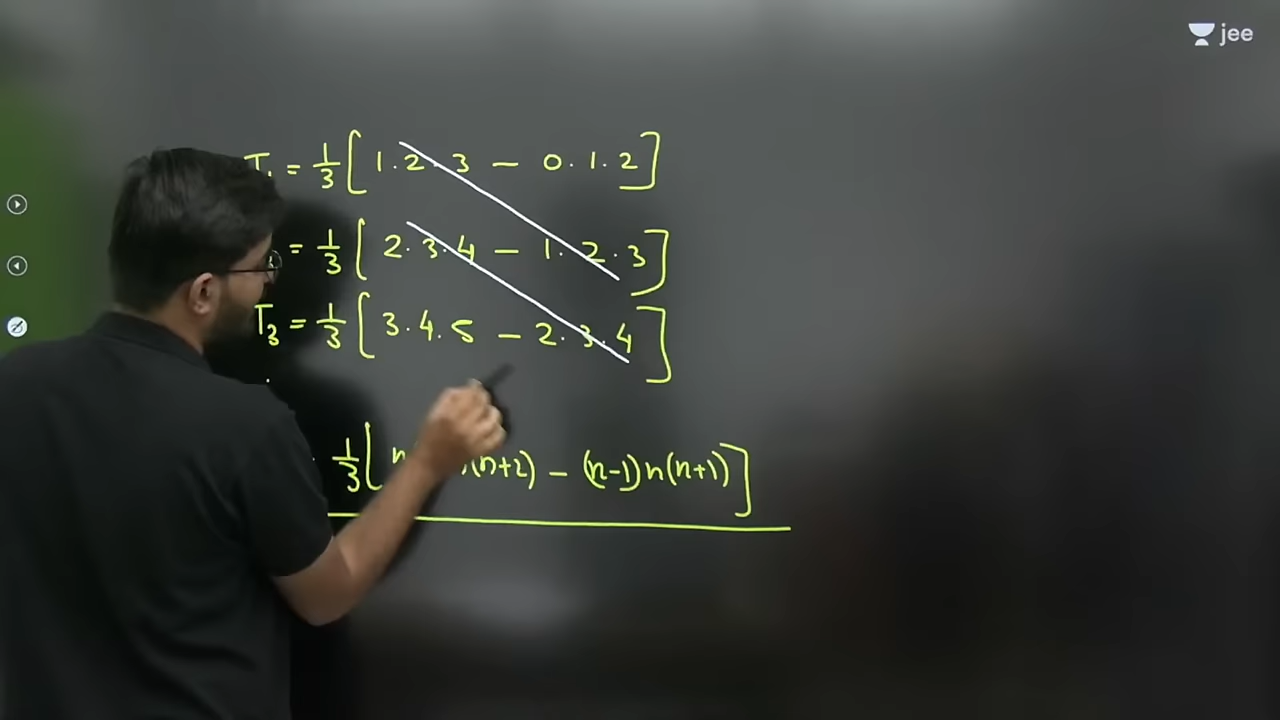 jee
T₁ = 1/3 [ 1.2.3 − 0.1.2 ]
= 1/3 [ 2.3.4 − 1.2.3 ]
T₃ = 1/3 [ 3.4.5 − 2.3.4 ]
1/3 [ n (n+2) − (n-1)n(n+1) ]